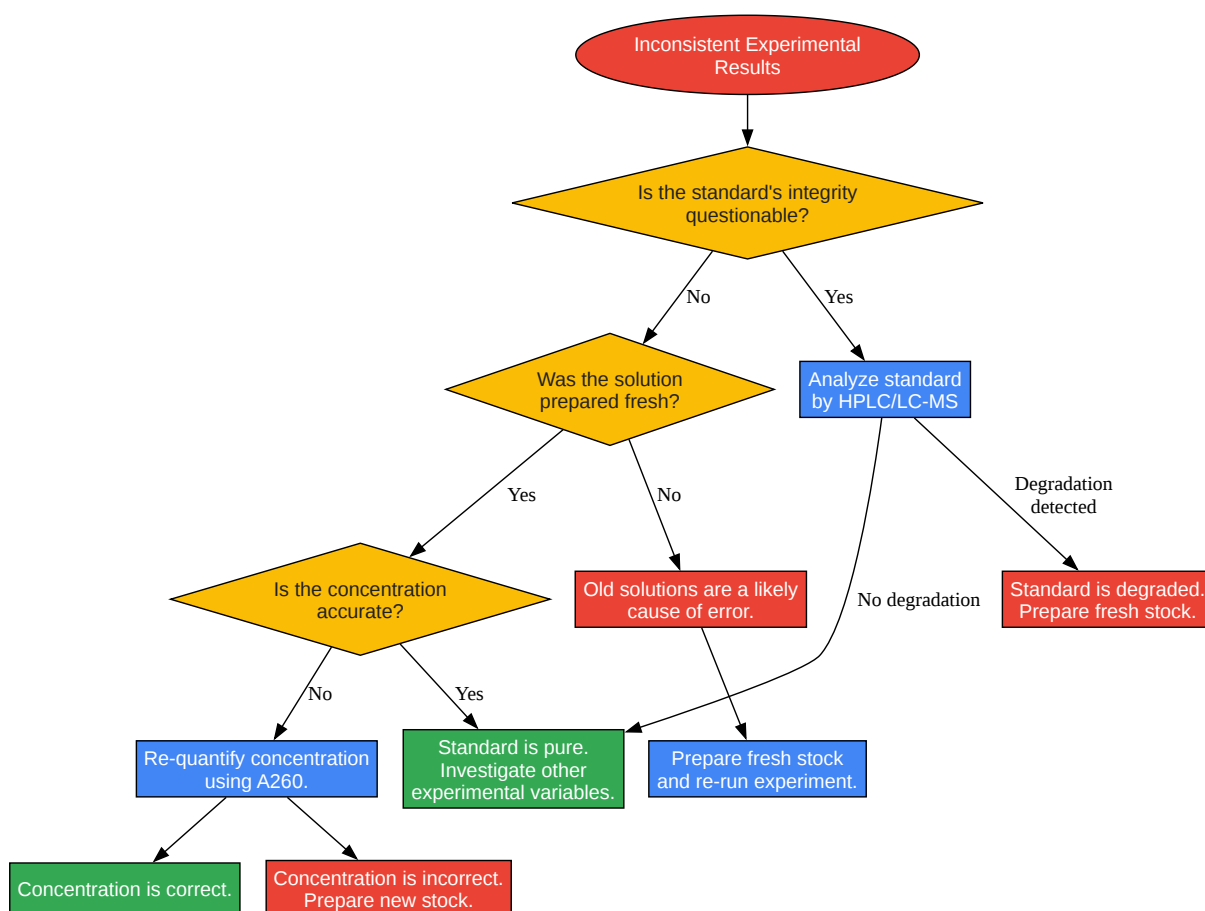 Inconsistent Experimental
Results
Is the standard's integrity
questionable?
No
Yes
Was the solution
prepared fresh?
Analyze standard
by HPLC/LC-MS
Yes
No
Degradation
detected
Is the concentration
accurate?
Old solutions are a likely
cause of error.
No degradation
Standard is degraded.
Prepare fresh stock.
No
Yes
Re-quantify concentration
using A260.
Standard is pure.
Investigate other
experimental variables.
Prepare fresh stock
and re-run experiment.
Concentration is correct.
Concentration is incorrect.
Prepare new stock.